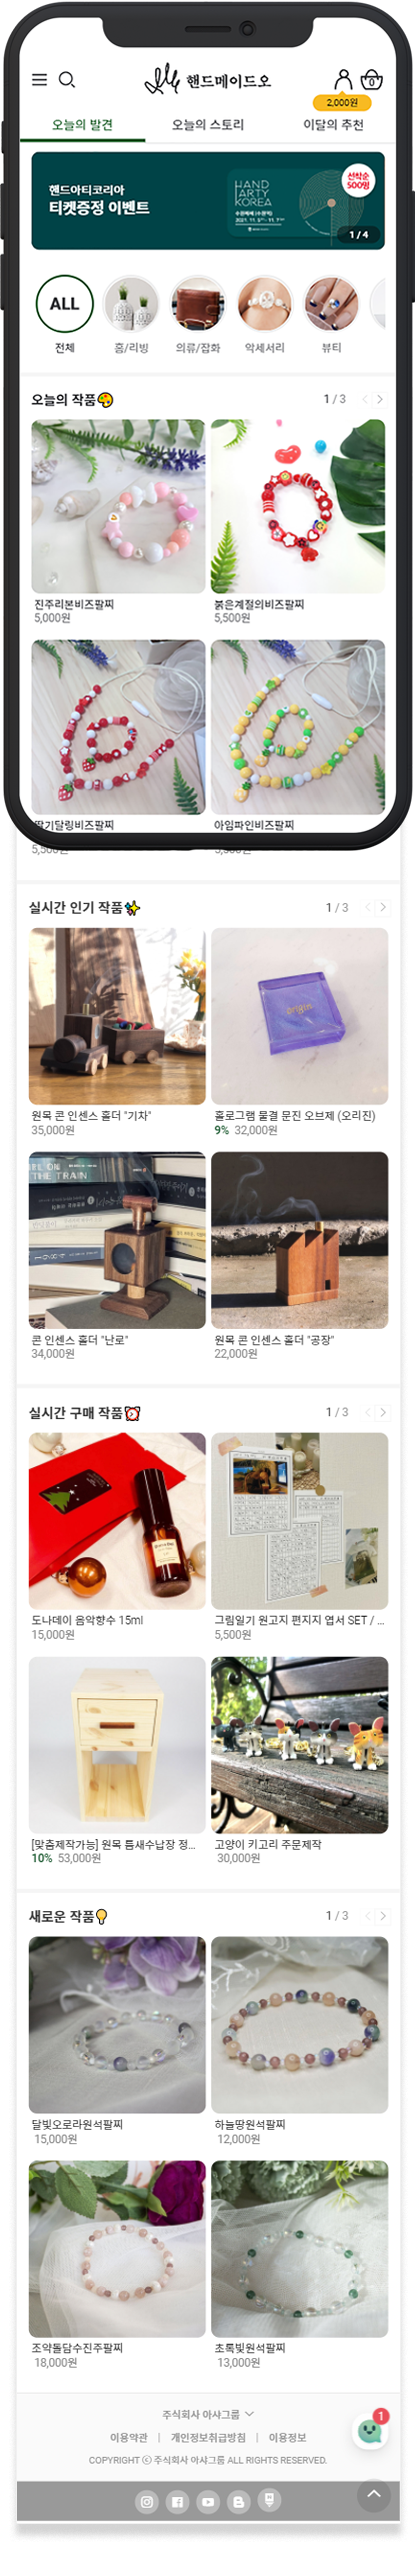 핸드메이드오
0
2,000원
오늘의 발견
오늘의 스토리
이달의 추천
핸드아티코리아
티켓증정 이벤트
HAND
ARTY
KOREA
선착순
500명
1 / 4
ALL
전체
홈/리빙
의류/잡화
악세서리
뷰티
오늘의 작품
1 / 3
진주리본비즈팔찌
붉은계절의비즈팔찌
5,000원
5,500원
딸기달링비즈팔찌
아임파인비즈팔찌
5,500원
5,500원
실시간 인기 작품
1 / 3
origin
원목 콘 인센스 홀더 "기차"
홀로그램 물결 문진 오브제 (오리진)
35,000원
9% 32,000원
THE TRAIN
1984
콘 인센스 홀더 "난로"
원목 콘 인센스 홀더 "공장"
34,000원
22,000원
실시간 구매 작품
1 / 3
도나데이 음악향수 15ml
그림일기 원고지 편지지 엽서 SET / ...
15,000원
5,500원
[맞춤제작가능] 원목 틈새수납장 정...
고양이 키고리 주문제작
10% 53,000원
30,000원
새로운 작품
1 / 3
달빛오로라원석팔찌
하늘땅원석팔찌
15,000원
12,000원
조약돌담수진주팔찌
초록빛원석팔찌
18,000원
13,000원
주식회사 아샤그룹
1
이용약관 | 개인정보취급방침 | 이용정보
COPYRIGHT ⓒ 주식회사 아샤그룹 ALL RIGHTS RESERVED.